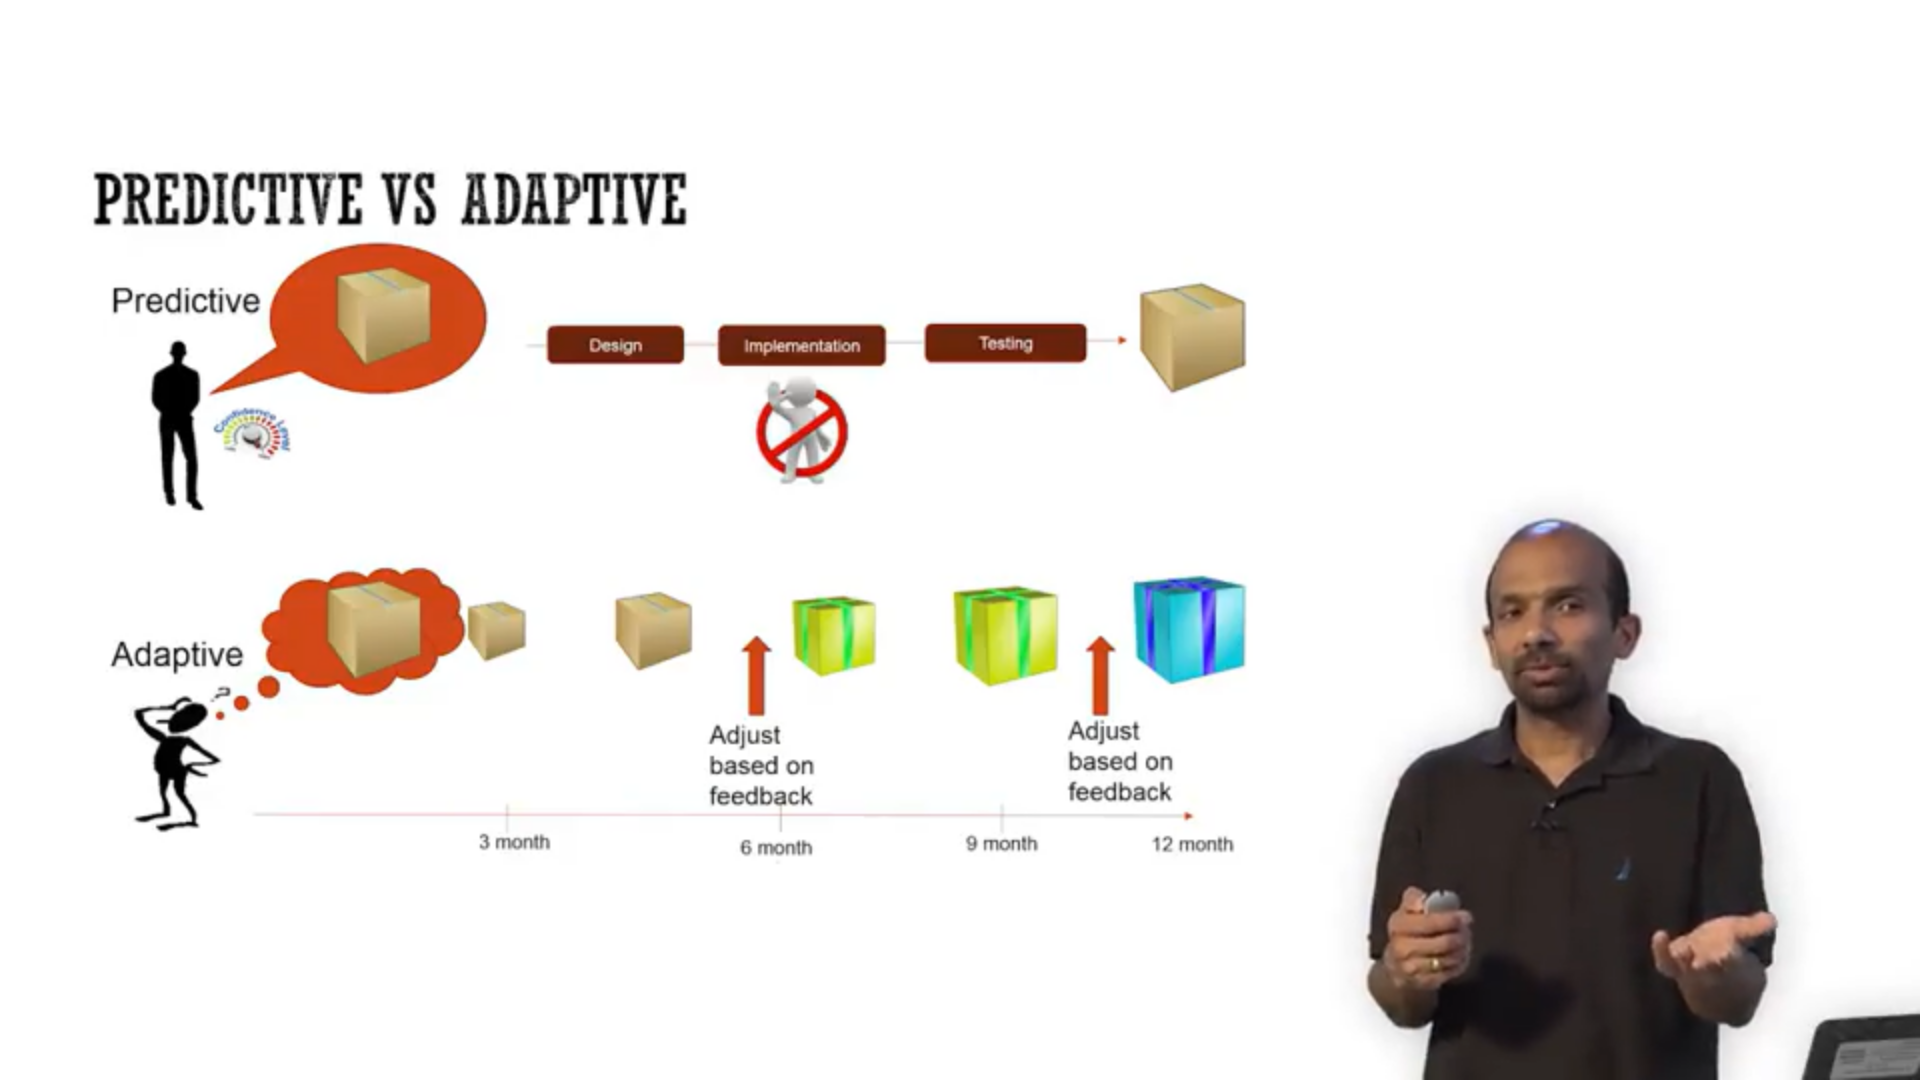 PREDICTIVE VS ADAPTIVE
Predictive
Design
Implementation
Testing
Confidence Level
Adaptive
?
Adjust
based on
feedback
Adjust
based on
feedback
3 month
6 month
9 month
12 month